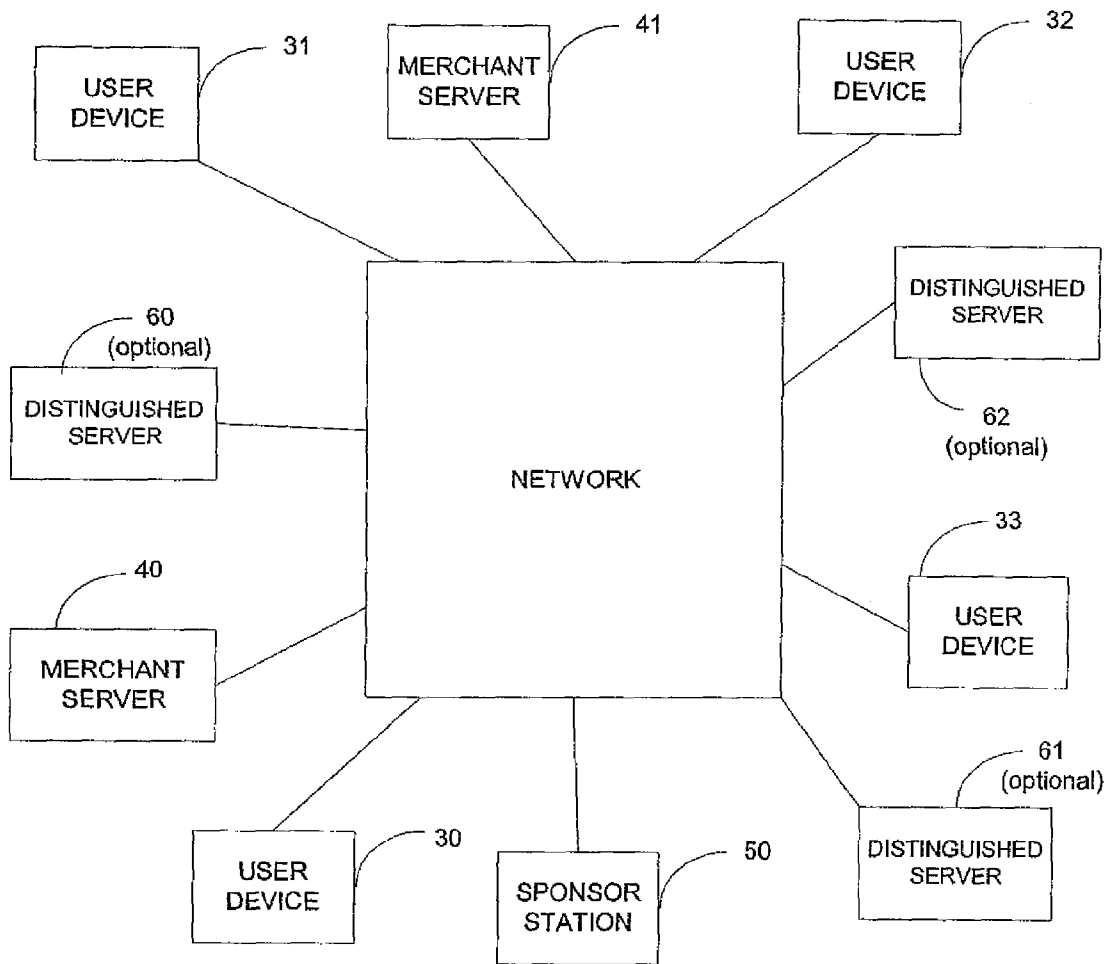 31
USER
DEVICE
41
MERCHANT
SERVER
32
USER
DEVICE
60
(optional)
DISTINGUISHED
SERVER
DISTINGUISHED
SERVER
62
(optional)
NETWORK
33
USER
DEVICE
40
MERCHANT
SERVER
61
(optional)
DISTINGUISHED
SERVER
30
USER
DEVICE
50
SPONSOR
STATION